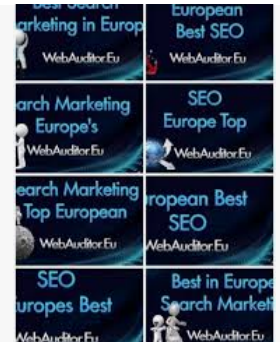 Best Search
arketing in Europ
WebAuditor.Eu
European
Best SEO
WebAuditor.Eu
arch Marketing
Europe's
WebAuditor.Eu
SEO
Europe Top
WebAuditor.Eu
earch Marketing
Top European
WebAuditor.Eu
ropean Best
SEO
WebAuditor.Eu
SEO
uropes Best
WebAuditor.Eu
Best in Europe
Search Marketi
WebAuditor.Eu